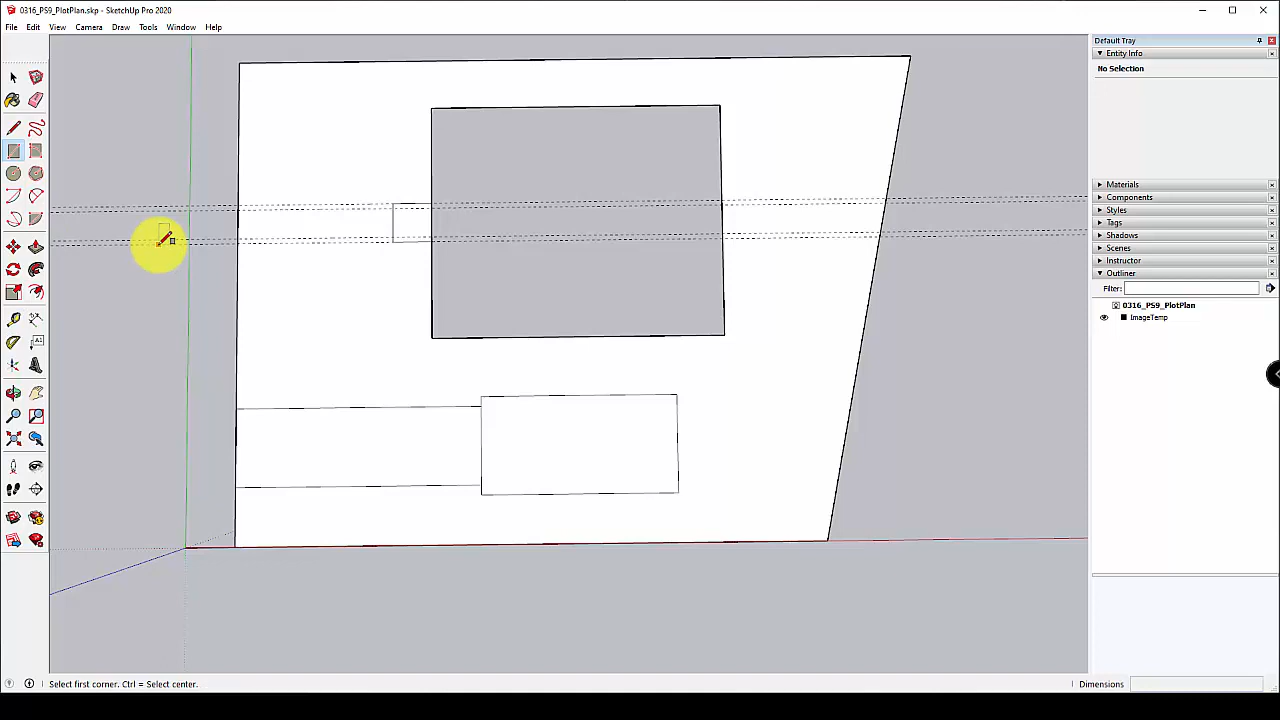 0316_PS9_PlotPlan.skp - SketchUp Pro 2020
File Edit View Camera Draw Tools Window Help
Default Tray
Entity Info
No Selection
A1
Materials
Components
Styles
Tags
Shadows
Scenes
Instructor
Outliner
Filter:
0316_PS9_PlotPlan
ImageTemp
Select first corner. Ctrl = Select center.
Dimensions